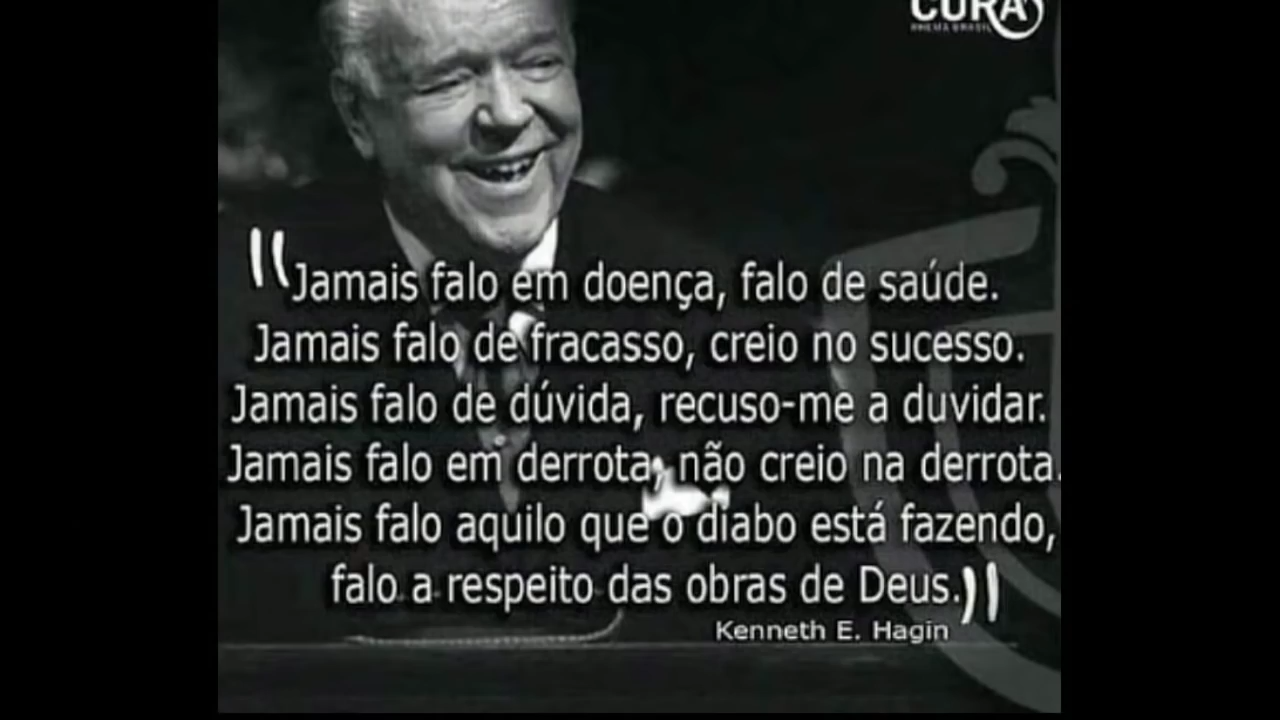 CURA
RHEMA BRASIL
"Jamais falo em doença, falo de saúde.
Jamais falo de fracasso, creio no sucesso.
Jamais falo de dúvida, recuso-me a duvidar.
Jamais falo em derrota, não creio na derrota.
Jamais falo aquilo que o diabo está fazendo,
falo a respeito das obras de Deus."
Kenneth E. Hagin